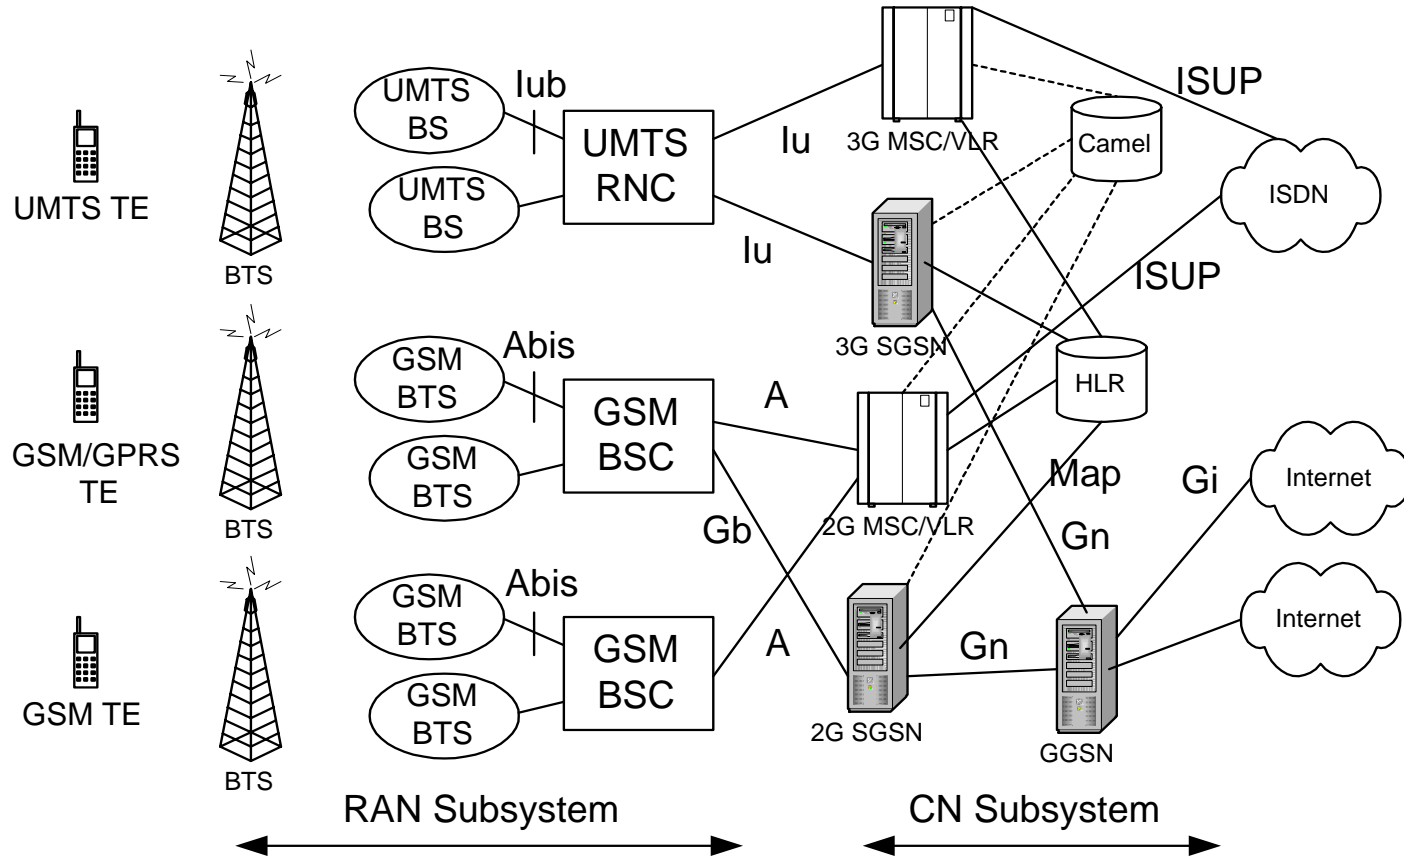 UMTS TE
BTS
UMTS
BS
Iub
UMTS
BS
UMTS
RNC
Iu
Iu
3G MSC/VLR
3G SGSN
Camel
ISUP
ISDN
ISUP
GSM/GPRS
TE
BTS
GSM
BTS
Abis
GSM
BTS
GSM
BSC
A
Gb
2G MSC/VLR
HLR
Map
Gn
Gi
Internet
GSM TE
BTS
GSM
BTS
Abis
GSM
BTS
GSM
BSC
A
2G SGSN
Gn
GGSN
Internet
RAN Subsystem
CN Subsystem